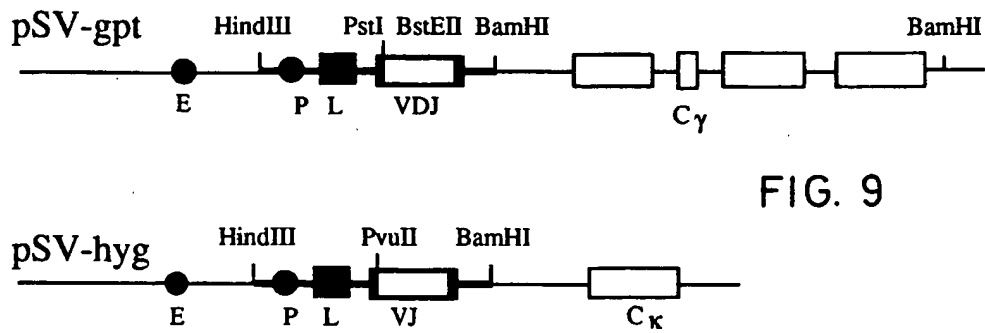 pSV-gpt
HindIII PstI BstEII BamHI BamHI
E P L VDJ Cγ
FIG. 9
pSV-hyg
HindIII PvuII BamHI
E P L VJ Cκ